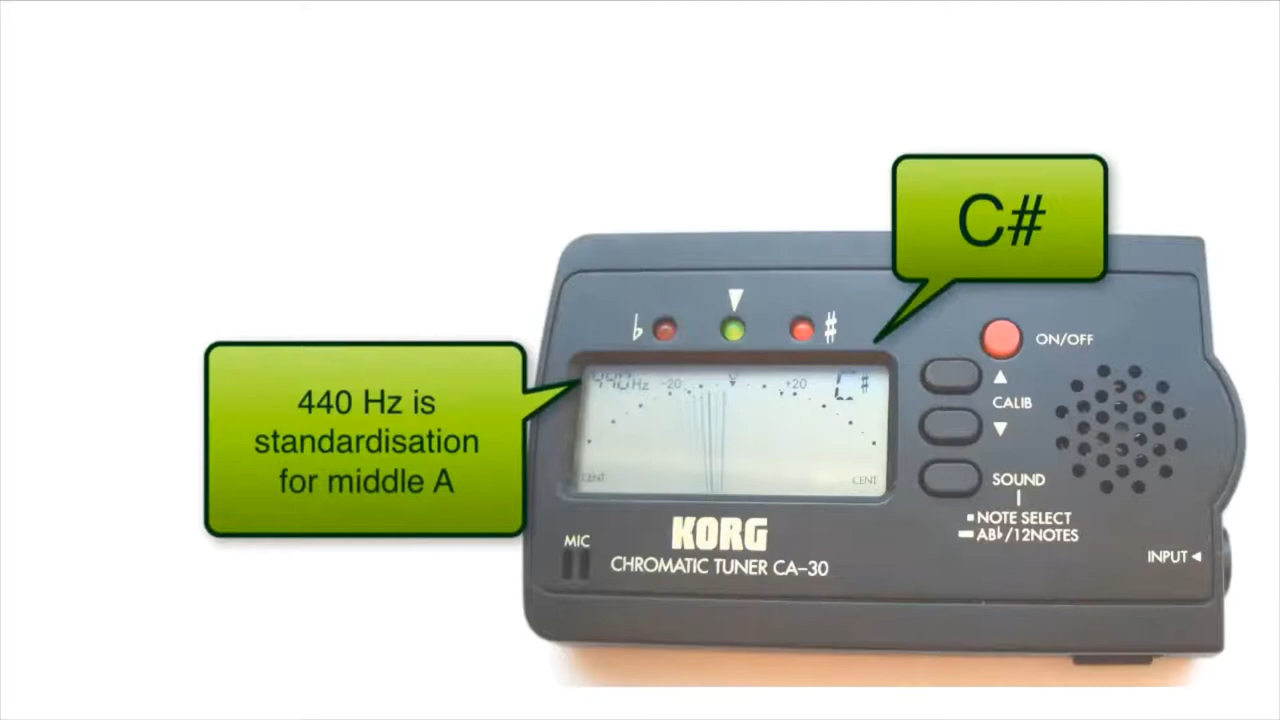 C#
440 Hz is
standardisation
for middle A
♭ ♯
ON/OFF
440Hz -20 +20 C#
CALIB
CENT CENT
SOUND
NOTE SELECT
AB♭/12NOTES
MIC
KORG
CHROMATIC TUNER CA-30
INPUT